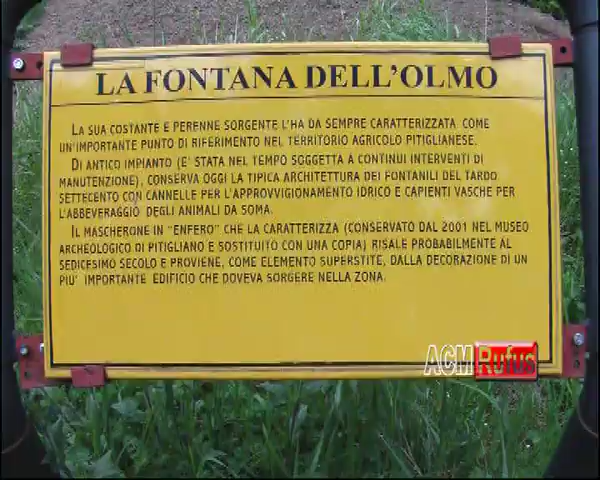 LA FONTANA DELL'OLMO
LA SUA COSTANTE E PERENNE SORGENTE L'HA DA SEMPRE CARATTERIZZATA COME
UN'IMPORTANTE PUNTO DI RIFERIMENTO NEL TERRITORIO AGRICOLO PITIGLIANESE.
DI ANTICO IMPIANTO (E' STATA NEL TEMPO SOGGETTA A CONTINUI INTERVENTI DI
MANUTENZIONE), CONSERVA OGGI LA TIPICA ARCHITETTURA DEI FONTANILI DEL TARDO
SETTECENTO CON CANNELLE PER L'APPROVVIGIONAMENTO IDRICO E CAPIENTI VASCHE PER
L'ABBEVERAGGIO DEGLI ANIMALI DA SOMA.
IL MASCHERONE IN "ENFERO" CHE LA CARATTERIZZA (CONSERVATO DAL 2001 NEL MUSEO
ARCHEOLOGICO DI PITIGLIANO E SOSTITUITO CON UNA COPIA) RISALE PROBABILMENTE AL
SEDICESIMO SECOLO E PROVIENE, COME ELEMENTO SUPERSTITE, DALLA DECORAZIONE DI UN
PIU' IMPORTANTE EDIFICIO CHE DOVEVA SORGERE NELLA ZONA.
ACM Rufus